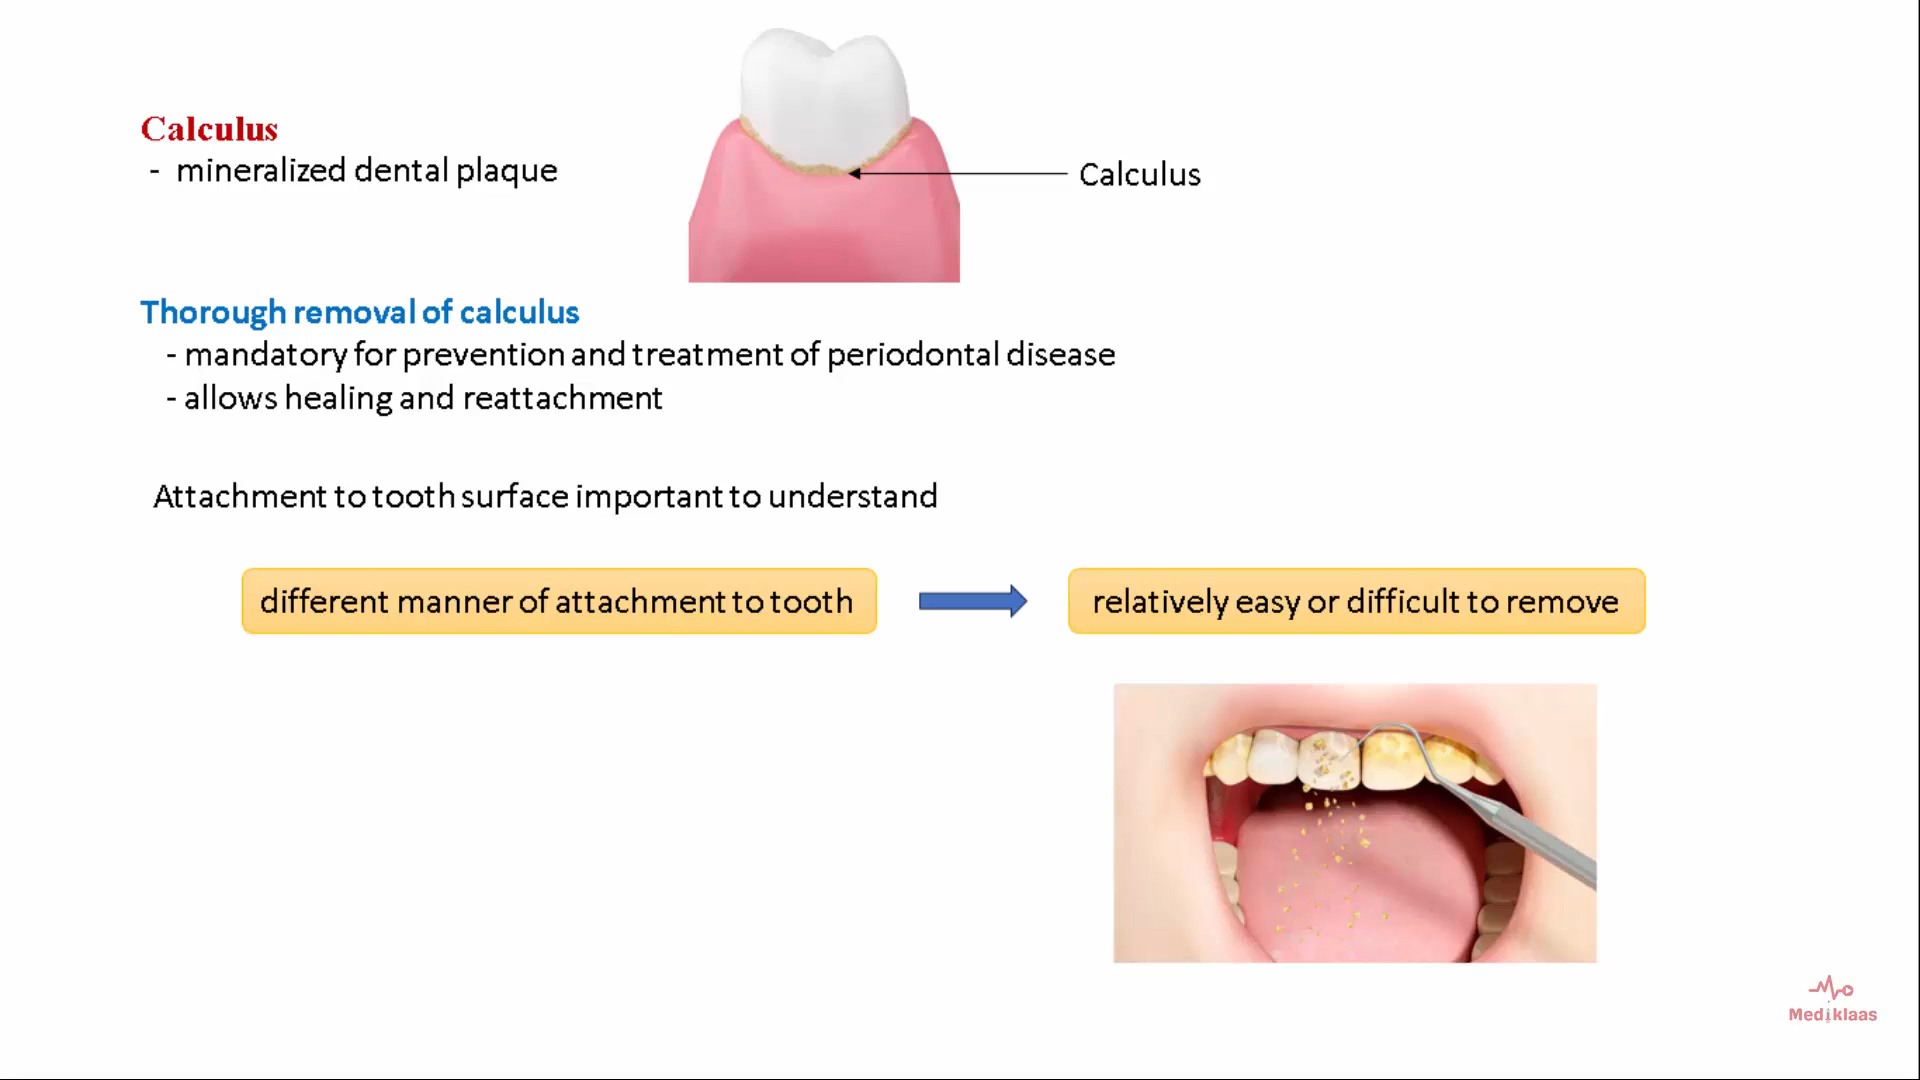 Calculus
- mineralized dental plaque
Calculus
Thorough removal of calculus
- mandatory for prevention and treatment of periodontal disease
- allows healing and reattachment
Attachment to tooth surface important to understand
different manner of attachment to tooth
relatively easy or difficult to remove
Mediklaas